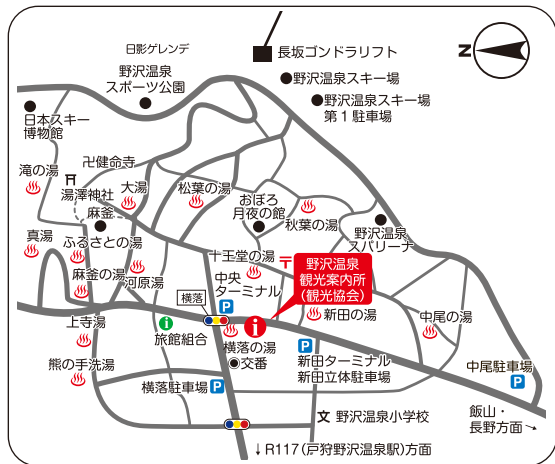 日影ゲレンデ
長坂ゴンドラリフト
N
野沢温泉
スポーツ公園
野沢温泉スキー場
野沢温泉スキー場
第1駐車場
日本スキー
博物館
卍健命寺
滝の湯
湯澤神社
大湯
松葉の湯
おぼろ
月夜の館
秋葉の湯
野沢温泉
スパリーナ
麻釜
真湯
ふるさとの湯
麻釜の湯
河原湯
十王堂の湯
〒
野沢温泉
観光案内所
(観光協会)
中央
ターミナル
横落
P
上寺湯
i
旅館組合
i
横落の湯
交番
新田の湯
中尾の湯
熊の手洗湯
横落駐車場
P
P
新田ターミナル
新田立体駐車場
中尾駐車場
P
文 野沢温泉小学校
飯山・
長野方面→
↓R117(戸狩野沢温泉駅)方面